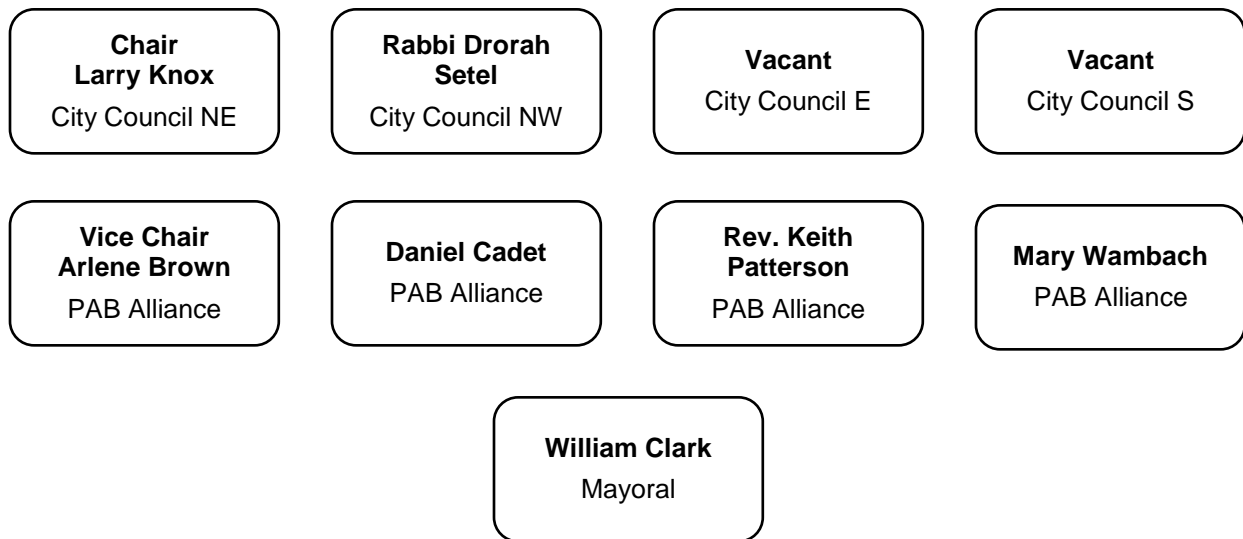 Chair
Larry Knox
City Council NE
Rabbi Drorah
Setel
City Council NW
Vacant
City Council E
Vacant
City Council S
Vice Chair
Arlene Brown
PAB Alliance
Daniel Cadet
PAB Alliance
Rev. Keith
Patterson
PAB Alliance
Mary Wambach
PAB Alliance
William Clark
Mayoral